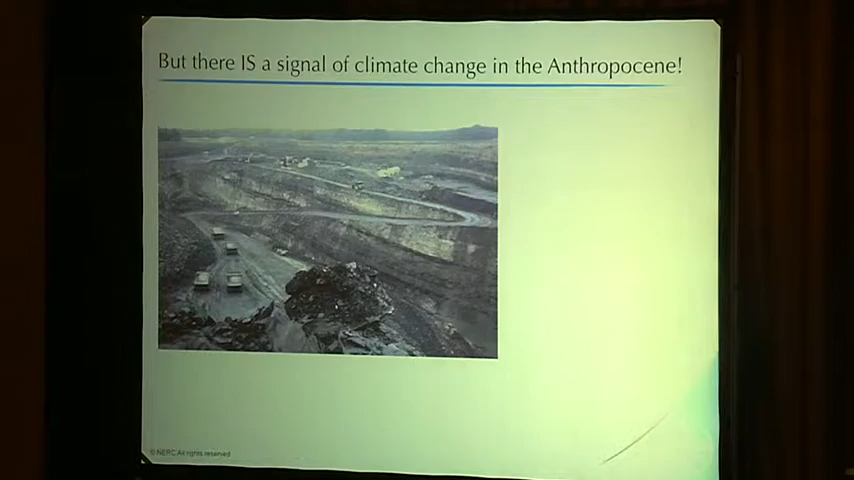 But there IS a signal of climate change in the Anthropocene!
© NERC All rights reserved